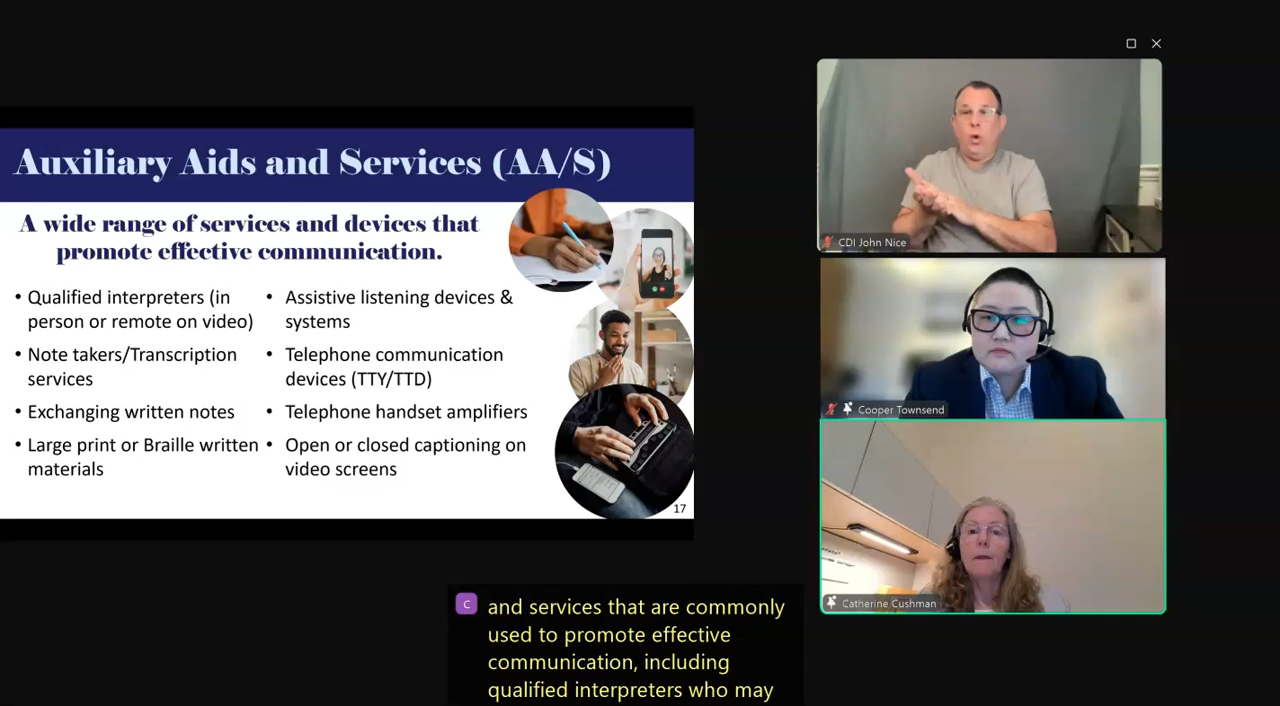 Auxiliary Aids and Services (AA/S)
A wide range of services and devices that
promote effective communication.
• Qualified interpreters (in
person or remote on video)
• Note takers/Transcription
services
• Exchanging written notes
• Large print or Braille written
materials
• Assistive listening devices &
systems
• Telephone communication
devices (TTY/TTD)
• Telephone handset amplifiers
• Open or closed captioning on
video screens
17
CDI John Nice
Cooper Townsend
Catherine Cushman
C
and services that are commonly
used to promote effective
communication, including
qualified interpreters who may